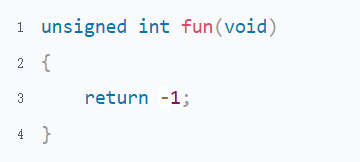 1 unsigned int fun(void)
2 {
3     return -1;
4 }